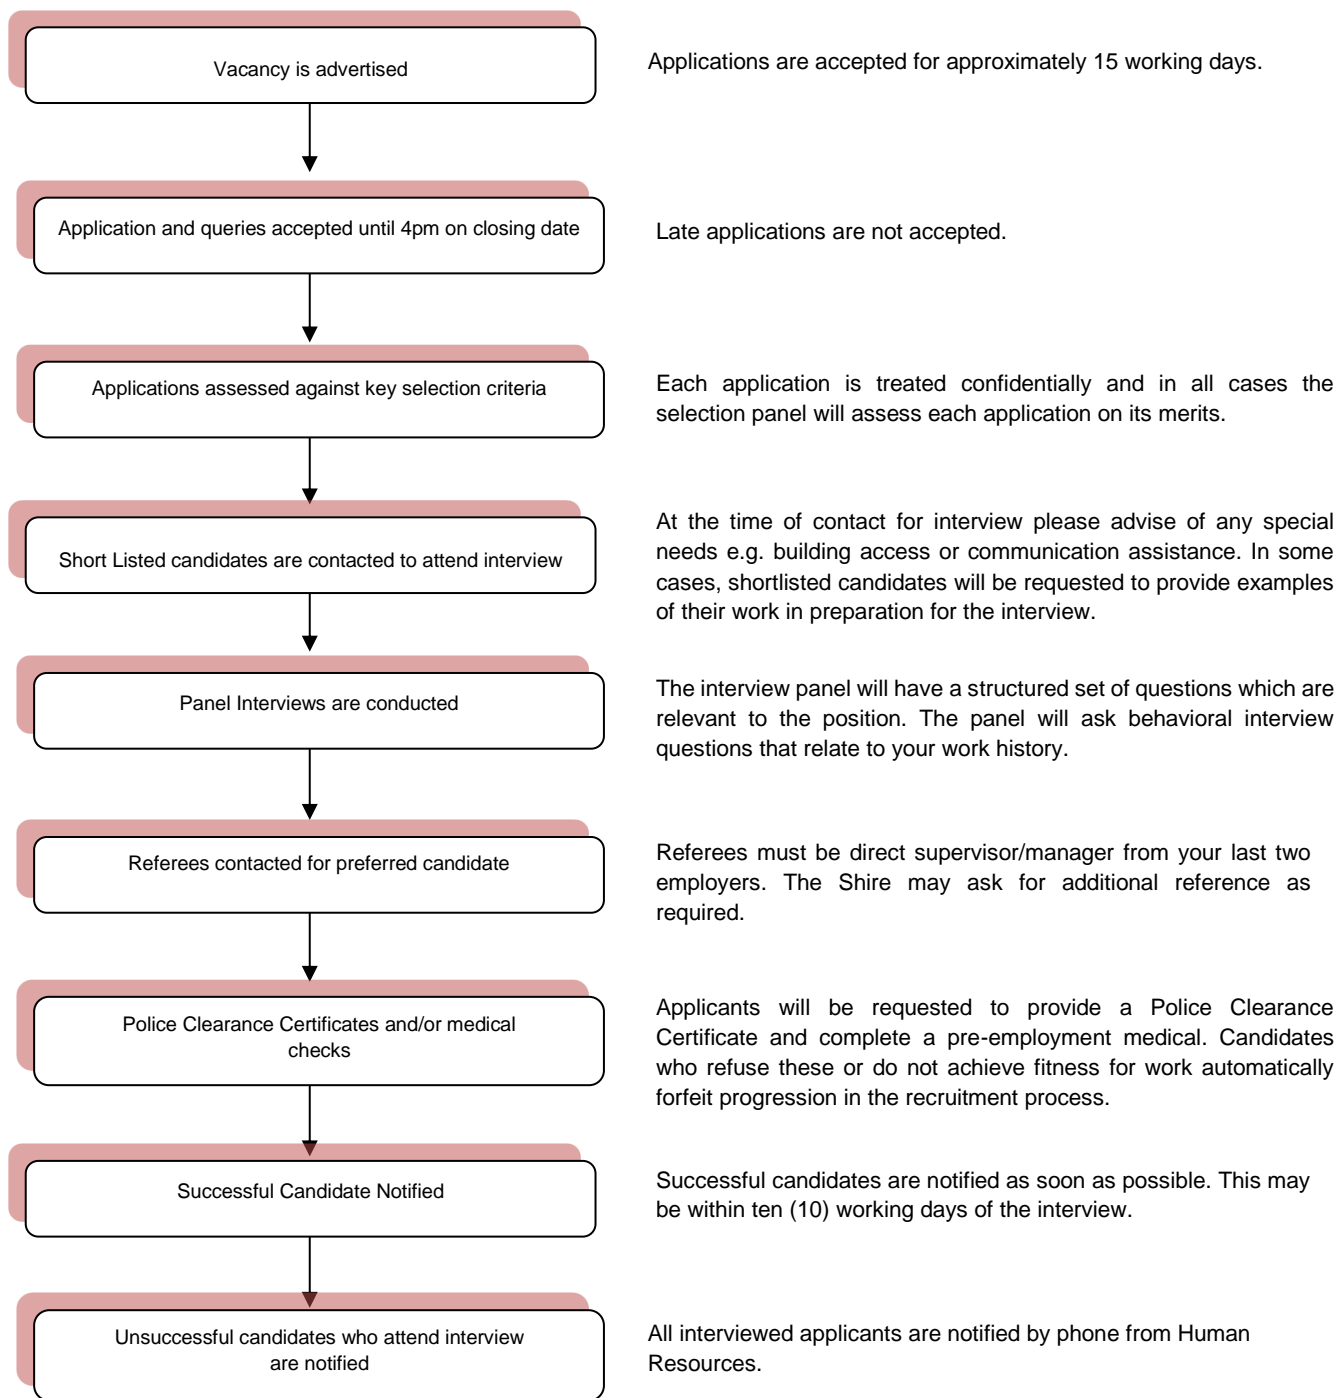 Vacancy is advertised
Applications are accepted for approximately 15 working days.
Application and queries accepted until 4pm on closing date
Late applications are not accepted.
Applications assessed against key selection criteria
Each application is treated confidentially and in all cases the
selection panel will assess each application on its merits.
Short Listed candidates are contacted to attend interview
At the time of contact for interview please advise of any special
needs e.g. building access or communication assistance. In some
cases, shortlisted candidates will be requested to provide examples
of their work in preparation for the interview.
Panel Interviews are conducted
The interview panel will have a structured set of questions which are
relevant to the position. The panel will ask behavioral interview
questions that relate to your work history.
Referees contacted for preferred candidate
Referees must be direct supervisor/manager from your last two
employers. The Shire may ask for additional reference as
required.
Police Clearance Certificates and/or medical
checks
Applicants will be requested to provide a Police Clearance
Certificate and complete a pre-employment medical. Candidates
who refuse these or do not achieve fitness for work automatically
forfeit progression in the recruitment process.
Successful Candidate Notified
Successful candidates are notified as soon as possible. This may
be within ten (10) working days of the interview.
Unsuccessful candidates who attend interview
are notified
All interviewed applicants are notified by phone from Human
Resources.